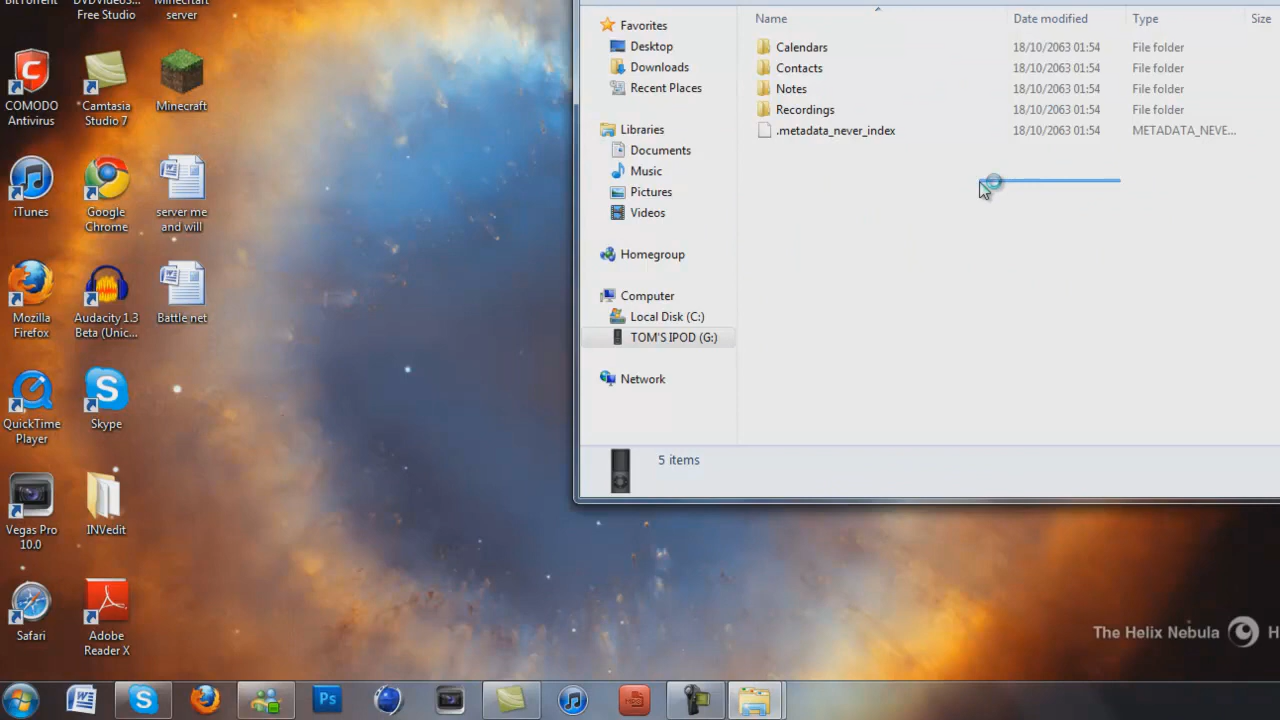 BitTorrent
DVDVideoS...
Free Studio
Minecraft
server
COMODO
Antivirus
*Camtasia
Studio 7
Minecraft
iTunes
Google
Chrome
server me
and will
Mozilla
Firefox
Audacity 1.3
Beta (Unic...
Battle net
QuickTime
Player
Skype
Vegas Pro
10.0
INVedit
Safari
Adobe
Reader X
Favorites
Desktop
Downloads
Recent Places
Libraries
Documents
Music
Pictures
Videos
Homegroup
Computer
Local Disk (C:)
TOM'S IPOD (G:)
Network
Name Date modified Type Size
Calendars 18/10/2063 01:54 File folder
Contacts 18/10/2063 01:54 File folder
Notes 18/10/2063 01:54 File folder
Recordings 18/10/2063 01:54 File folder
.metadata_never_index 18/10/2063 01:54 METADATA_NEVE...
5 items
The Helix Nebula H